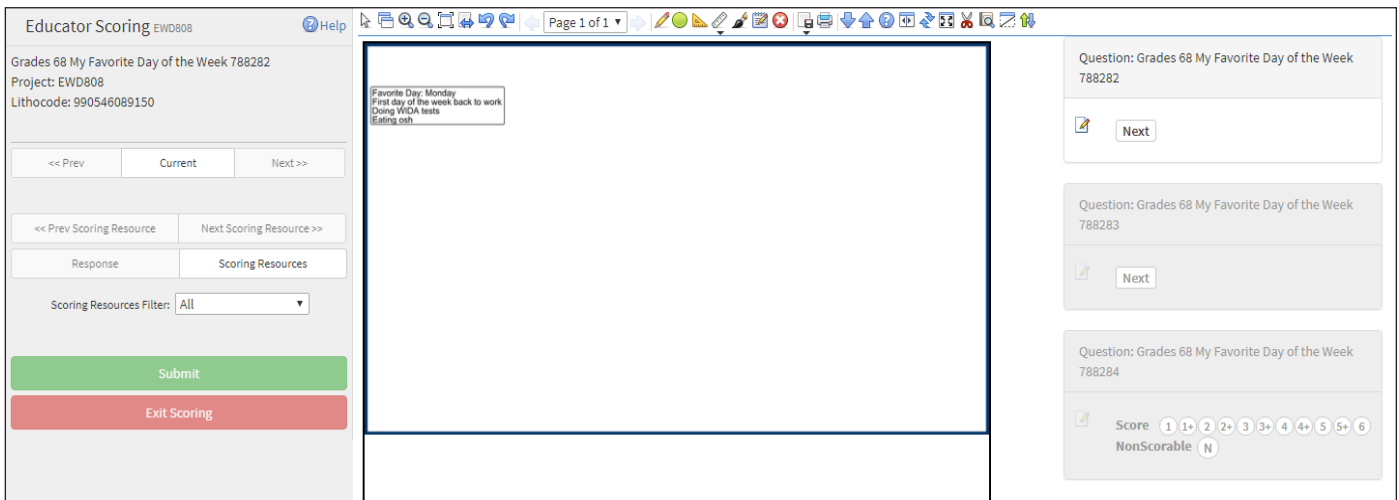 Educator Scoring EWD808
Help
Grades 68 My Favorite Day of the Week 788282
Project: EWD808
Lithocode: 990546089150
<< Prev
Current
Next >>
<< Prev Scoring Resource
Next Scoring Resource >>
Response
Scoring Resources
Scoring Resources Filter: All
Submit
Exit Scoring
Page 1 of 1
Favorite Day: Monday
First day of the week back to work
Doing WIDA tests
Eating osh
Question: Grades 68 My Favorite Day of the Week
788282
Next
Question: Grades 68 My Favorite Day of the Week
788283
Next
Question: Grades 68 My Favorite Day of the Week
788284
Score 1 1+ 2 2+ 3 3+ 4 4+ 5 5+ 6
NonScorable N